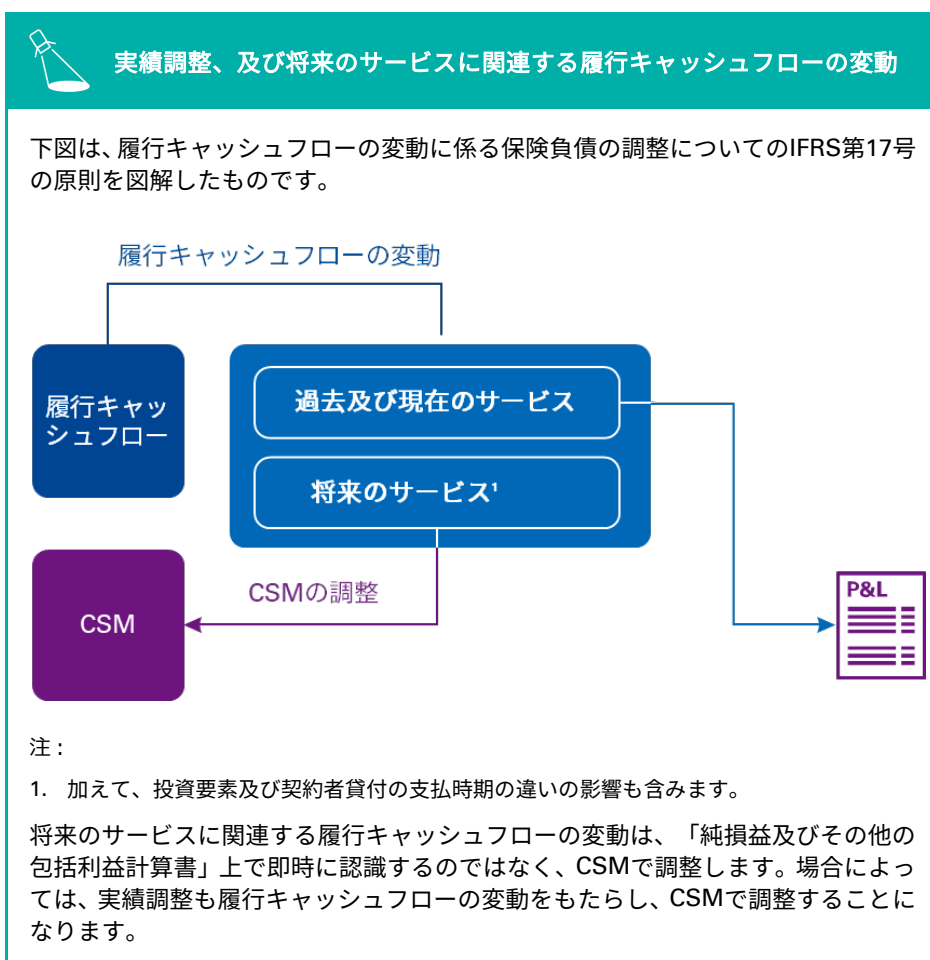 実績調整、及び将来のサービスに関連する履行キャッシュフローの変動
下図は、履行キャッシュフローの変動に係る保険負債の調整についてのIFRS第17号
の原則を図解したものです。
履行キャッシュフローの変動
履行キャッ
シュフロー
過去及び現在のサービス
将来のサービス¹
CSMの調整
CSM
P&L
注：
1. 加えて、投資要素及び契約者貸付の支払時期の違いの影響も含みます。
将来のサービスに関連する履行キャッシュフローの変動は、「純損益及びその他の
包括利益計算書」上で即時に認識するのではなく、CSMで調整します。場合によっ
ては、実績調整も履行キャッシュフローの変動をもたらし、CSMで調整することに
なります。